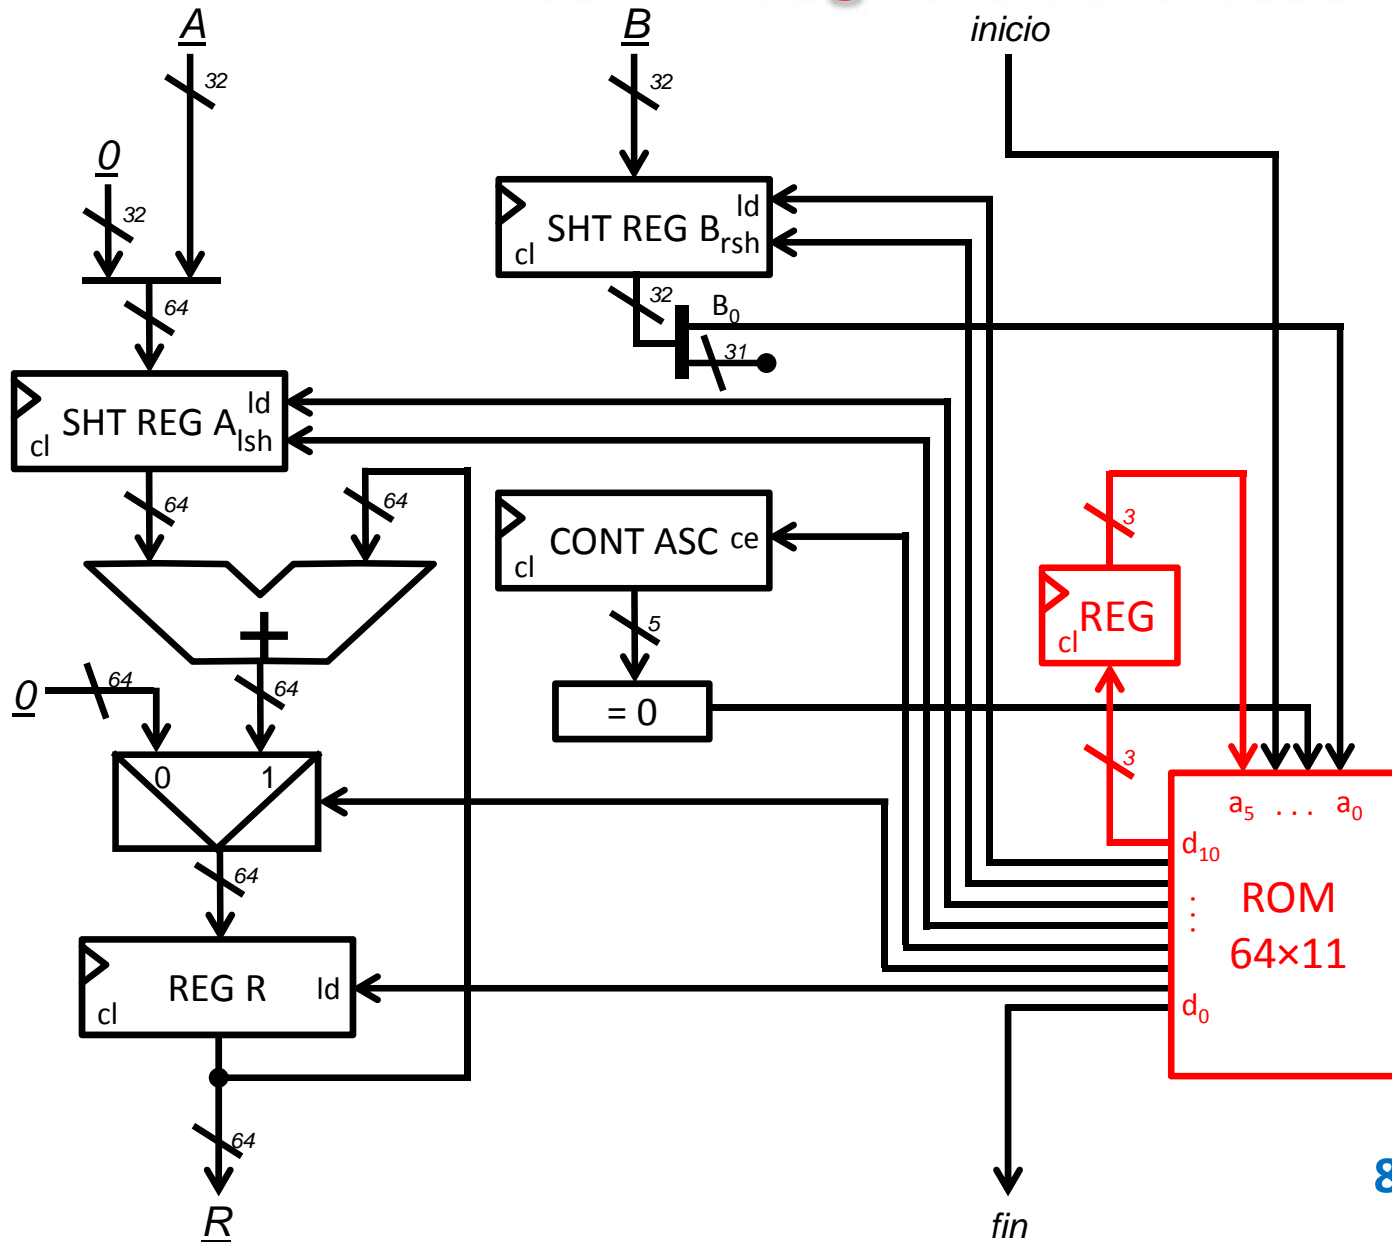 A
B
inicio
32
32
0
32
ld
SHT REG B
rsh
cl
64
32
B0
31
ld
SHT REG A
lsh
cl
64
64
CONT ASC ce
cl
3
REG
cl
5
0
64
64
= 0
3
0 1
a5 . . . a0
d10
64
ROM
64×11
REG R ld
cl
d0
64
8
R
fin